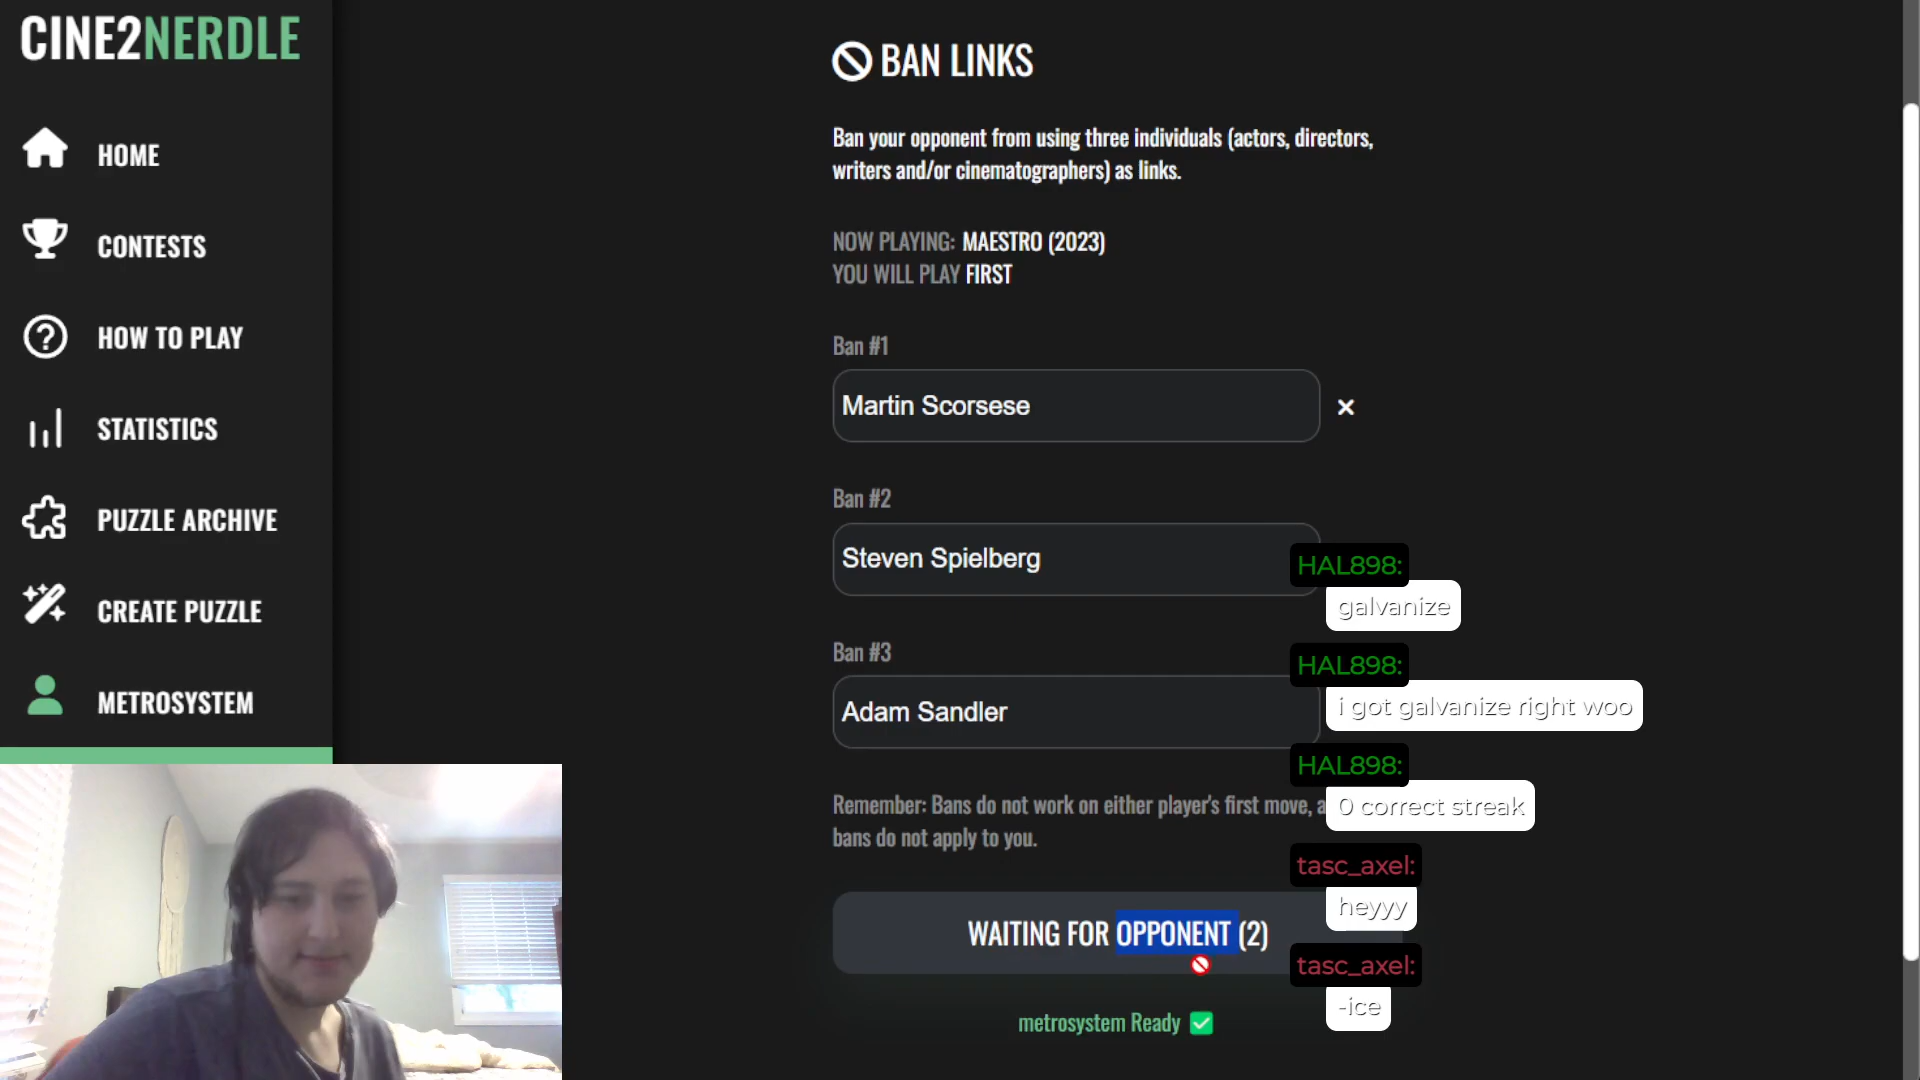 CINE2NERDLE
HOME
CONTESTS
HOW TO PLAY
STATISTICS
PUZZLE ARCHIVE
CREATE PUZZLE
METROSYSTEM
BAN LINKS
Ban your opponent from using three individuals (actors, directors,
writers and/or cinematographers) as links.
NOW PLAYING: MAESTRO (2023)
YOU WILL PLAY FIRST
Ban #1
Martin Scorsese
Ban #2
Steven Spielberg
Ban #3
Adam Sandler
Remember: Bans do not work on either player's first move, a
bans do not apply to you.
WAITING FOR OPPONENT (2)
metrosystem Ready
HAL898:
galvanize
HAL898:
i got galvanize right woo
HAL898:
0 correct streak
tasc_axel:
heyyy
tasc_axel:
-ice